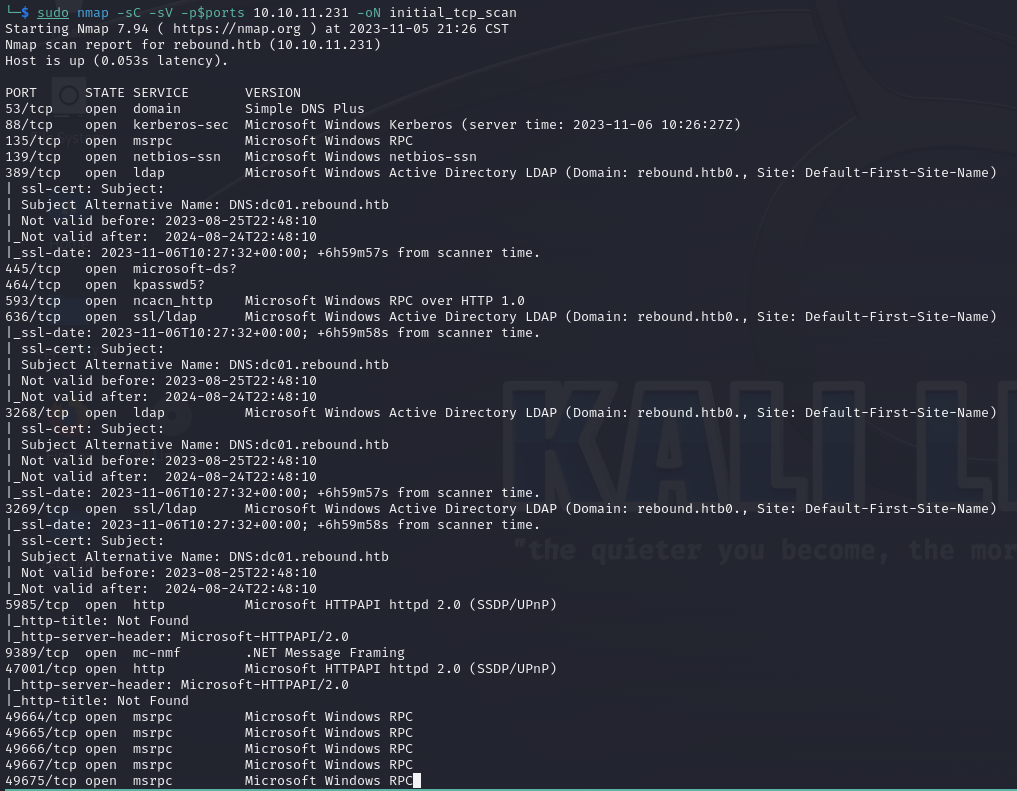 └─$ sudo nmap -sC -sV -p$ports 10.10.11.231 -oN initial_tcp_scan
Starting Nmap 7.94 ( https://nmap.org ) at 2023-11-05 21:26 CST
Nmap scan report for rebound.htb (10.10.11.231)
Host is up (0.053s latency).
PORT      STATE SERVICE       VERSION
53/tcp    open  domain        Simple DNS Plus
88/tcp    open  kerberos-sec  Microsoft Windows Kerberos (server time: 2023-11-06 10:26:27Z)
135/tcp   open  msrpc         Microsoft Windows RPC
139/tcp   open  netbios-ssn   Microsoft Windows netbios-ssn
389/tcp   open  ldap          Microsoft Windows Active Directory LDAP (Domain: rebound.htb0., Site: Default-First-Site-Name)
| ssl-cert: Subject:
| Subject Alternative Name: DNS:dc01.rebound.htb
| Not valid before: 2023-08-25T22:48:10
|_Not valid after:  2024-08-24T22:48:10
|_ssl-date: 2023-11-06T10:27:32+00:00; +6h59m57s from scanner time.
445/tcp   open  microsoft-ds?
464/tcp   open  kpasswd5?
593/tcp   open  ncacn_http    Microsoft Windows RPC over HTTP 1.0
636/tcp   open  ssl/ldap      Microsoft Windows Active Directory LDAP (Domain: rebound.htb0., Site: Default-First-Site-Name)
|_ssl-date: 2023-11-06T10:27:32+00:00; +6h59m58s from scanner time.
| ssl-cert: Subject:
| Subject Alternative Name: DNS:dc01.rebound.htb
| Not valid before: 2023-08-25T22:48:10
|_Not valid after:  2024-08-24T22:48:10
3268/tcp  open  ldap          Microsoft Windows Active Directory LDAP (Domain: rebound.htb0., Site: Default-First-Site-Name)
| ssl-cert: Subject:
| Subject Alternative Name: DNS:dc01.rebound.htb
| Not valid before: 2023-08-25T22:48:10
|_Not valid after:  2024-08-24T22:48:10
|_ssl-date: 2023-11-06T10:27:32+00:00; +6h59m57s from scanner time.
3269/tcp  open  ssl/ldap      Microsoft Windows Active Directory LDAP (Domain: rebound.htb0., Site: Default-First-Site-Name)
|_ssl-date: 2023-11-06T10:27:32+00:00; +6h59m58s from scanner time.
| ssl-cert: Subject:
| Subject Alternative Name: DNS:dc01.rebound.htb
| Not valid before: 2023-08-25T22:48:10
|_Not valid after:  2024-08-24T22:48:10
5985/tcp  open  http          Microsoft HTTPAPI httpd 2.0 (SSDP/UPnP)
|_http-title: Not Found
|_http-server-header: Microsoft-HTTPAPI/2.0
9389/tcp  open  mc-nmf        .NET Message Framing
47001/tcp open  http          Microsoft HTTPAPI httpd 2.0 (SSDP/UPnP)
|_http-server-header: Microsoft-HTTPAPI/2.0
|_http-title: Not Found
49664/tcp open  msrpc         Microsoft Windows RPC
49665/tcp open  msrpc         Microsoft Windows RPC
49666/tcp open  msrpc         Microsoft Windows RPC
49667/tcp open  msrpc         Microsoft Windows RPC
49675/tcp open  msrpc         Microsoft Windows RPC
KALI LI
"the quieter you become, the mor